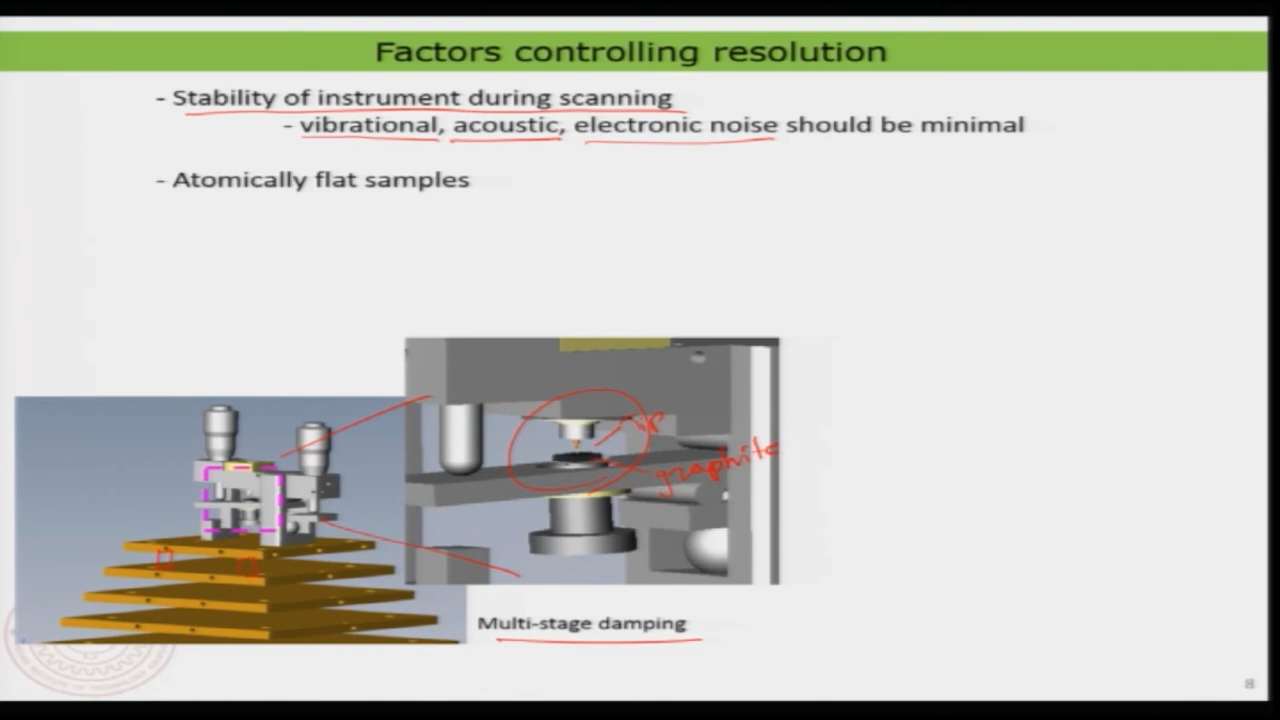 Factors controlling resolution
- Stability of instrument during scanning
- vibrational, acoustic, electronic noise should be minimal
- Atomically flat samples
Tip
graphite
Multi-stage damping
8